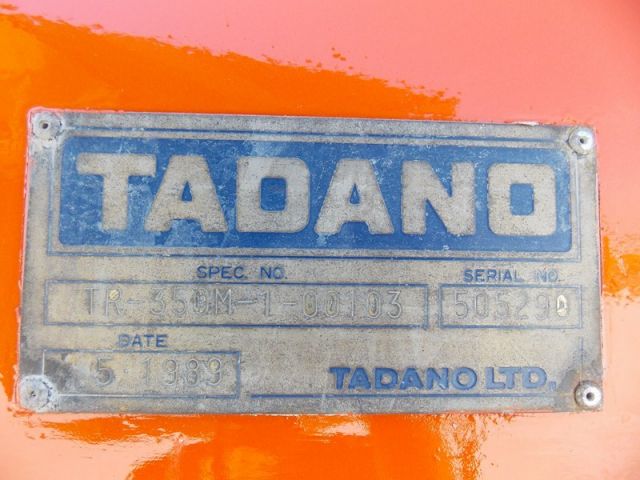 TADANO
SPEC. NO. SERIAL NO.
TR-350M-1-00103 505290
DATE
5 1989
TADANO LTD.